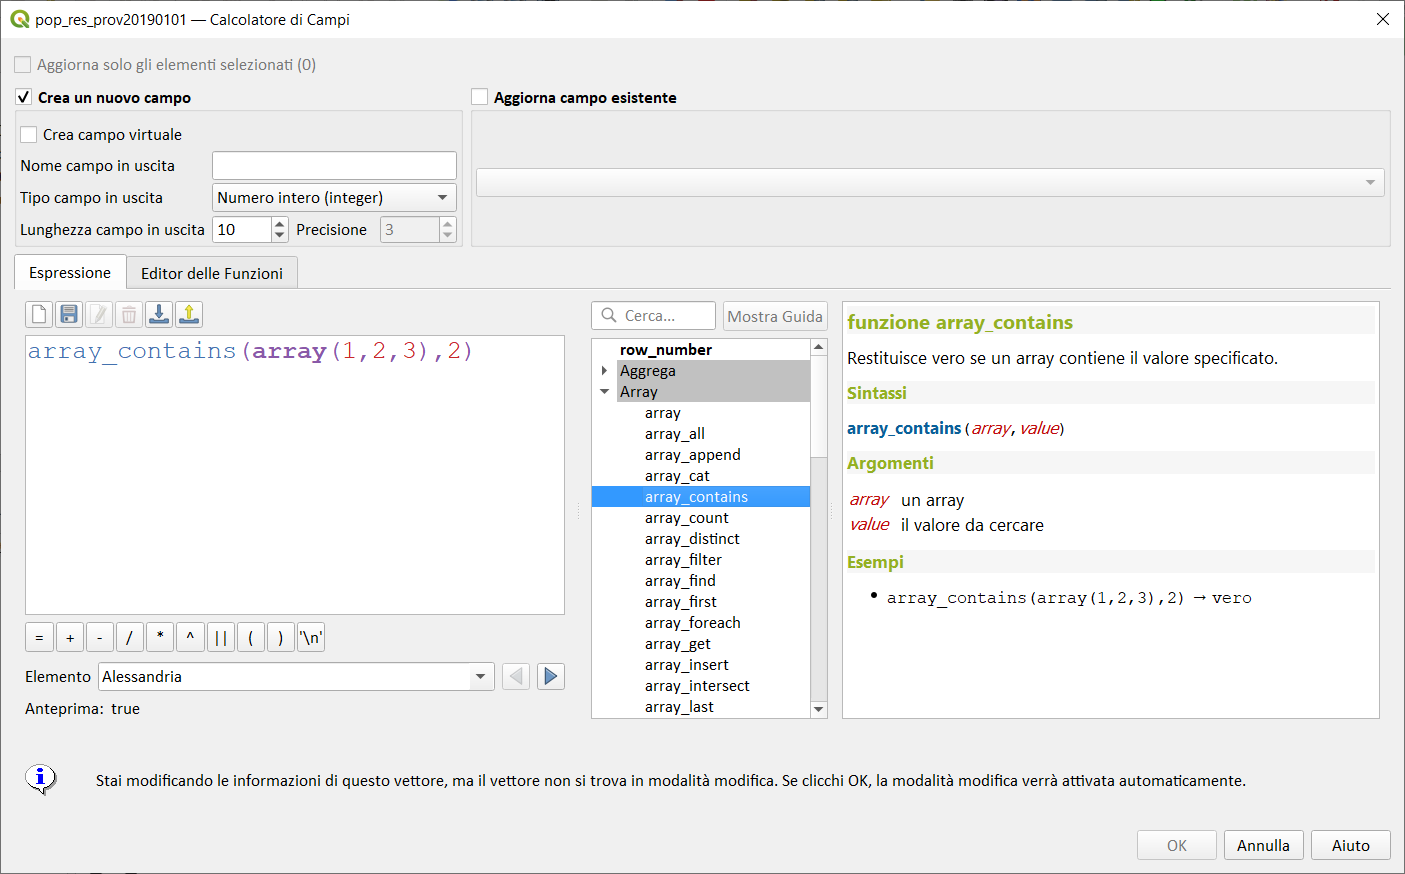 pop_res_prov20190101 — Calcolatore di Campi
Aggiorna solo gli elementi selezionati (0)
Crea un nuovo campo
Aggiorna campo esistente
Crea campo virtuale
Nome campo in uscita
Tipo campo in uscita
Numero intero (integer)
Lunghezza campo in uscita
10
Precisione
3
Espressione
Editor delle Funzioni
array_contains(array(1,2,3),2)
=
+
-
/
*
^
||
(
)
'\n'
Elemento
Alessandria
Anteprima: true
Cerca...
Mostra Guida
row_number
Aggrega
Array
array
array_all
array_append
array_cat
array_contains
array_count
array_distinct
array_filter
array_find
array_first
array_foreach
array_get
array_insert
array_intersect
array_last
funzione array_contains
Restituisce vero se un array contiene il valore specificato.
Sintassi
array_contains(array,value)
Argomenti
array un array
value il valore da cercare
Esempi
• array_contains(array(1,2,3),2) → vero
Stai modificando le informazioni di questo vettore, ma il vettore non si trova in modalità modifica. Se clicchi OK, la modalità modifica verrà attivata automaticamente.
OK
Annulla
Aiuto